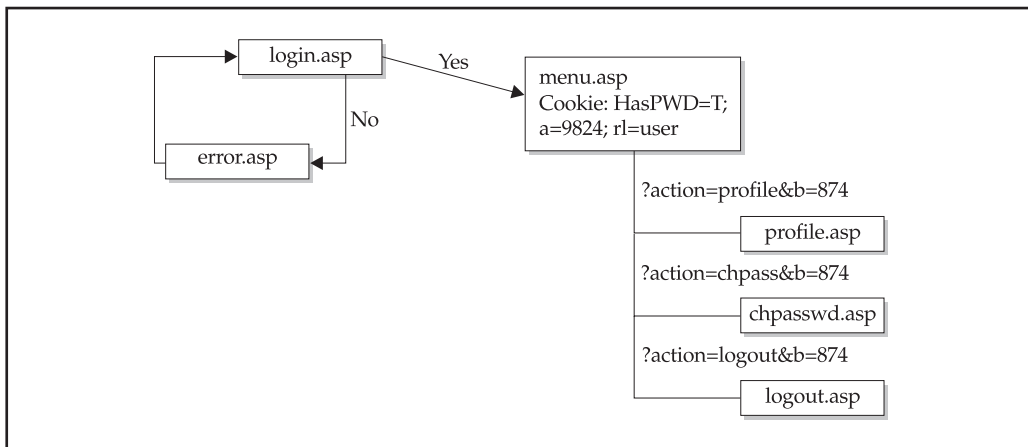 login.asp
Yes
menu.asp
Cookie: HasPWD=T;
a=9824; rl=user
No
error.asp
?action=profile&b=874
profile.asp
?action=chpass&b=874
chpasswd.asp
?action=logout&b=874
logout.asp